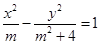 x²/m − y²/(m²+4) = 1